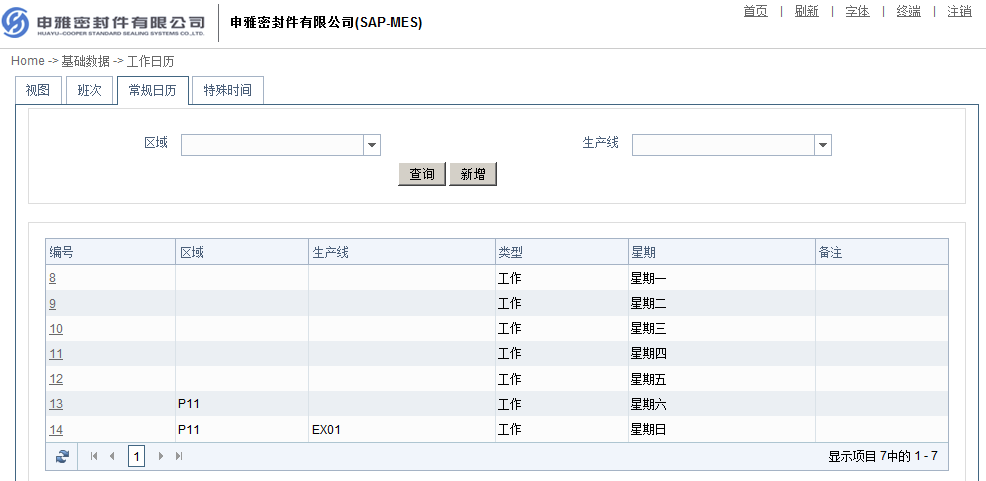 申雅密封件有限公司
HUAYU-COOPER STANDARD SEALING SYSTEMS CO.,LTD.
申雅密封件有限公司(SAP-MES)
首页 | 刷新 | 字体 | 终端 | 注销
Home -> 基础数据 -> 工作日历
视图 班次 常规日历 特殊时间
区域 生产线
查询 新增
编号 区域 生产线 类型 星期 备注
8 工作 星期一
9 工作 星期二
10 工作 星期三
11 工作 星期四
12 工作 星期五
13 P11 工作 星期六
14 P11 EX01 工作 星期日
1 显示项目 7中的 1 - 7